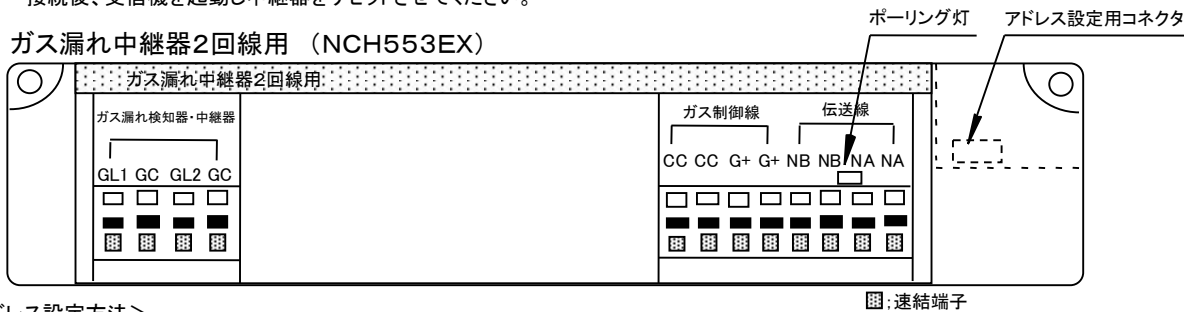 接続後、受信機を起動し中継器をリセットさせてください。
ポーリング灯 アドレス設定用コネクタ
ガス漏れ中継器2回線用 (NCH553EX)
ガス漏れ中継器2回線用
ガス漏れ検知器・中継器
GL1 GC GL2 GC
ガス制御線 伝送線
CC CC G+ G+ NB NB NA NA
;速結端子
ドレス設定方法>